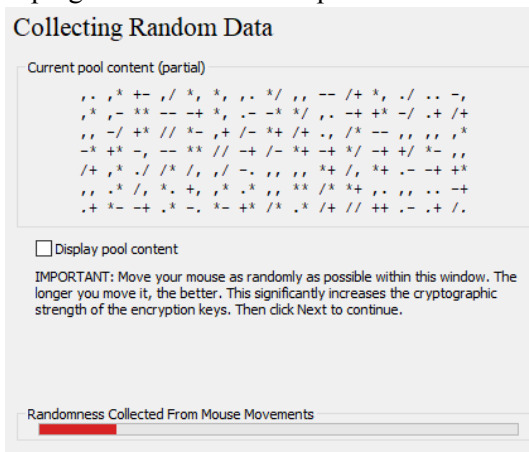 Collecting Random Data
Current pool content (partial)
,. ,* +- ,/ *, *, ,. */ ,, -- /+ *, ./ .. -,
,* ,- ** -- -+ *, .- -* */ ,. -+ +* -/ .+ /+
,, -/ +* // *- ,+ /- *+ /+ ., /* -- ,, ,, ,*
-* +* -, -- ** // -+ /- *+ -+ */ -+ +/ *- ,,
/+ ,* ./ /* /, ,/ -. ,, ,, *+ /, *+ .- -+ +*
,, .* /, *. +, ,* .* ,, ** /* *+ ,. ,, .. -+
.+ *- -+ .* -. *- +* /* .* /+ // ++ .- .+ /.
Display pool content
IMPORTANT: Move your mouse as randomly as possible within this window. The
longer you move it, the better. This significantly increases the cryptographic
strength of the encryption keys. Then click Next to continue.
Randomness Collected From Mouse Movements